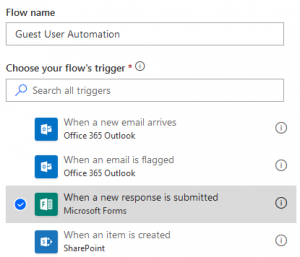 Flow name
Guest User Automation
Choose your flow's trigger *
Search all triggers
When a new email arrives
Office 365 Outlook
When an email is flagged
Office 365 Outlook
When a new response is submitted
Microsoft Forms
When an item is created
SharePoint